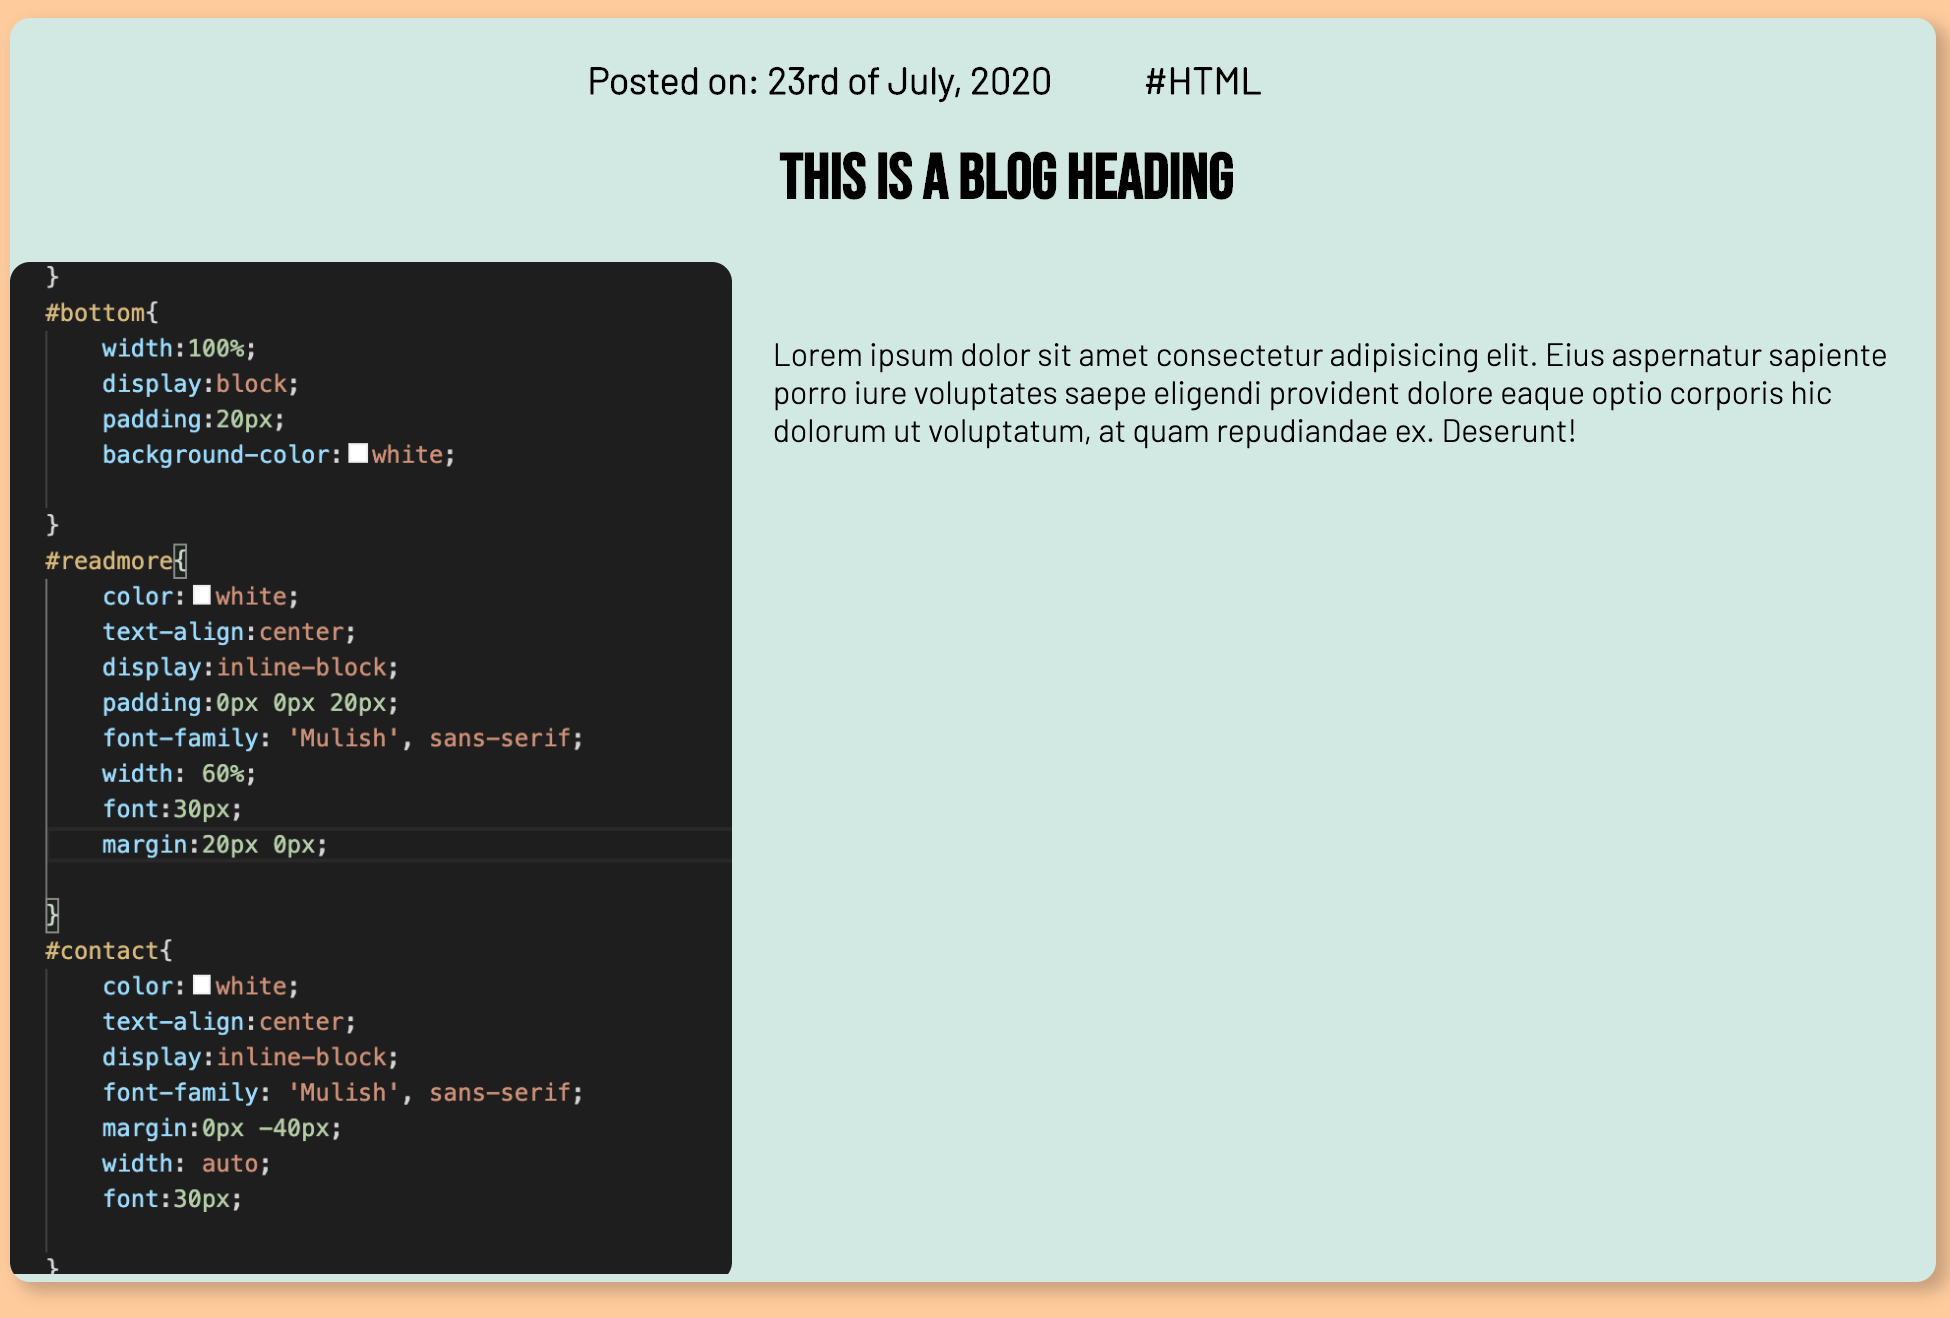 Posted on: 23rd of July, 2020 #HTML
THIS IS A BLOG HEADING
}
#bottom{
width:100%;
display:block;
padding:20px;
background-color:white;
}
#readmore{
color:white;
text-align:center;
display:inline-block;
padding:0px 0px 20px;
font-family: 'Mulish', sans-serif;
width: 60%;
font:30px;
margin:20px 0px;
}
#contact{
color:white;
text-align:center;
display:inline-block;
font-family: 'Mulish', sans-serif;
margin:0px -40px;
width: auto;
font:30px;
}
Lorem ipsum dolor sit amet consectetur adipisicing elit. Eius aspernatur sapiente
porro iure voluptates saepe eligendi provident dolore eaque optio corporis hic
dolorum ut voluptatum, at quam repudiandae ex. Deserunt!